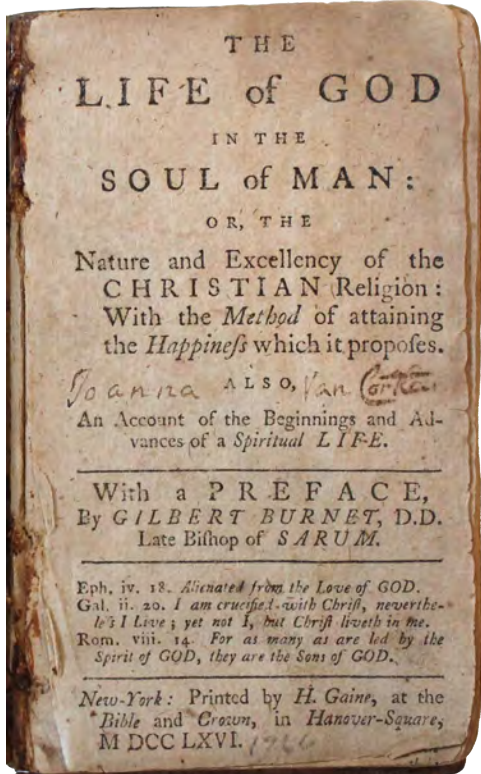 THE
LIFE of GOD
IN THE
SOUL of MAN:
OR, THE
Nature and Excellency of the
CHRISTIAN Religion:
With the Method of attaining
the Happineſs which it propoſes.
Joanna ALSO, Van
An Account of the Beginnings and Ad-
vances of a Spiritual LIFE.
With a PREFACE,
By GILBERT BURNET, D.D.
Late Biſhop of SARUM.
Eph. iv. 18. Alienated from the Love of GOD.
Gal. ii. 20. I am crucified with Chriſt, neverthe-
leſs I Live; yet not I, but Chriſt liveth in me.
Rom. viii. 14. For as many as are led by the
Spirit of GOD, they are the Sons of GOD.
New-York: Printed by H. Gaine, at the
Bible and Crown, in Hanover-Square,
M DCC LXVI.